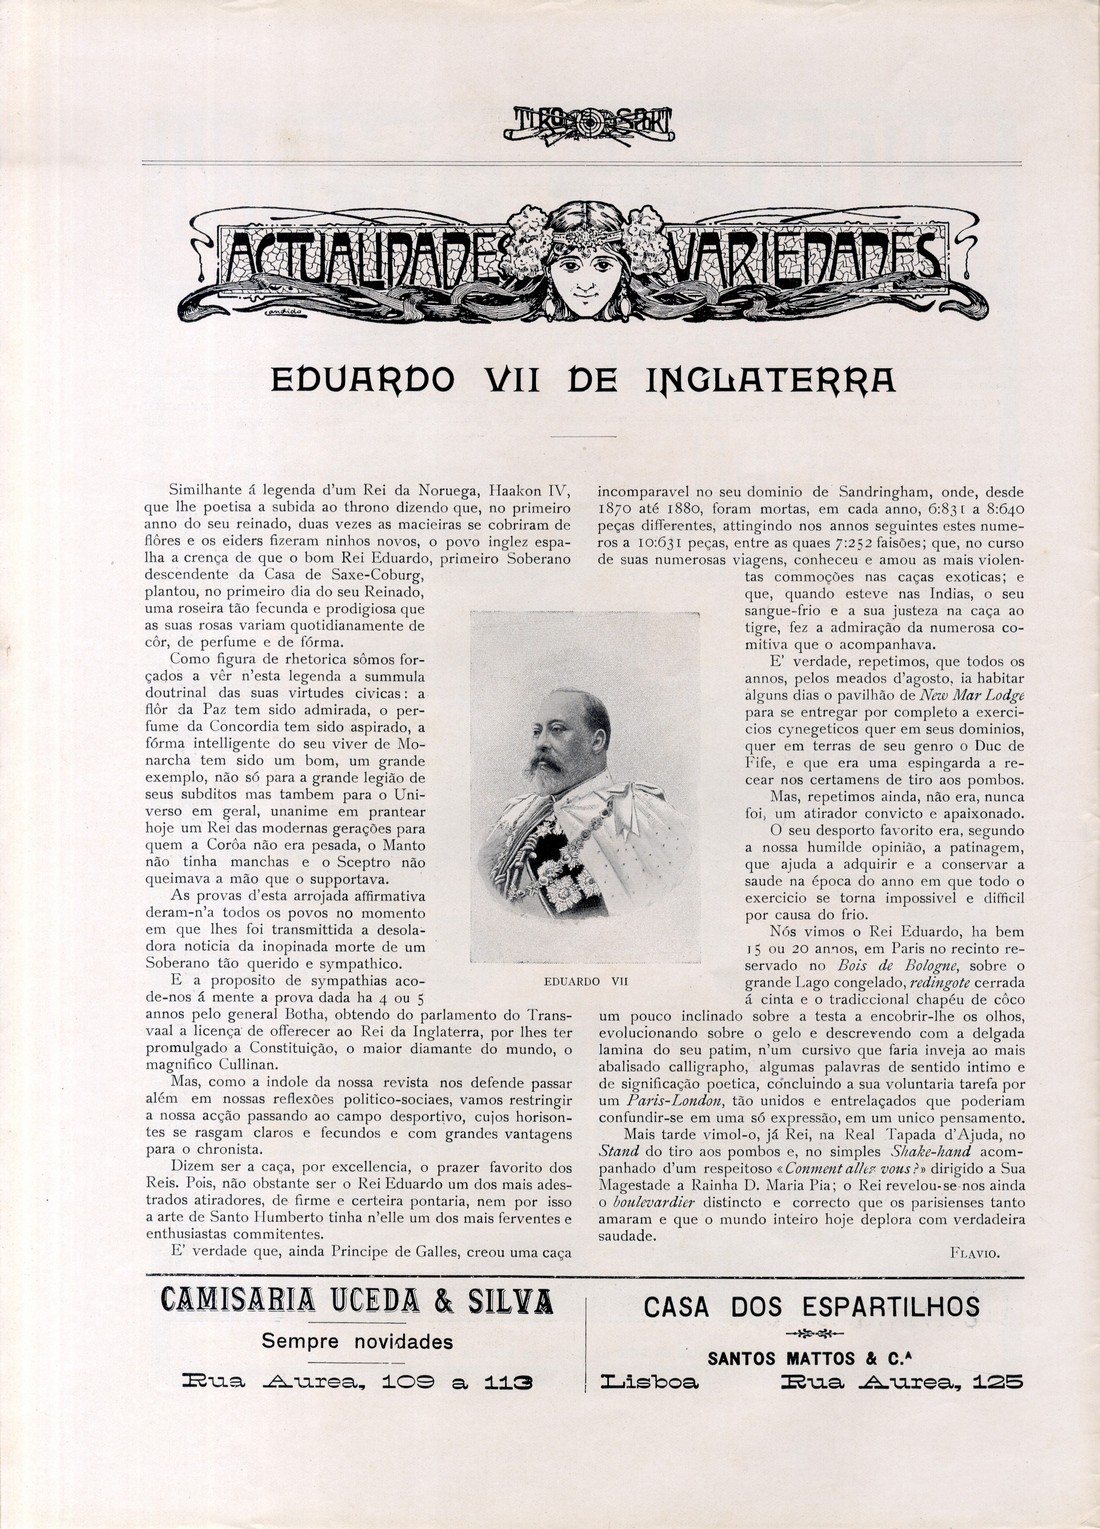 TIRO SPORT
ACTUALIDADES VARIEDADES
candido
EDUARDO VII DE INGLATERRA
Similhante á legenda d'um Rei da Noruega, Haakon IV,
que lhe poetisa a subida ao throno dizendo que, no primeiro
anno do seu reinado, duas vezes as macieiras se cobriram de
flôres e os eiders fizeram ninhos novos, o povo inglez espa-
lha a crença de que o bom Rei Eduardo, primeiro Soberano
descendente da Casa de Saxe-Coburg,
plantou, no primeiro dia do seu Reinado,
uma roseira tão fecunda e prodigiosa que
as suas rosas variam quotidianamente de
côr, de perfume e de fórma.
Como figura de rhetorica sômos for-
çados a vêr n'esta legenda a summula
doutrinal das suas virtudes civicas: a
flôr da Paz tem sido admirada, o per-
fume da Concordia tem sido aspirado, a
fórma intelligente do seu viver de Mo-
narcha tem sido um bom, um grande
exemplo, não só para a grande legião de
seus subditos mas tambem para o Uni-
verso em geral, unanime em prantear
hoje um Rei das modernas gerações para
quem a Corôa não era pesada, o Manto
não tinha manchas e o Sceptro não
queimava a mão que o supportava.
As provas d'esta arrojada affirmativa
deram-n'a todos os povos no momento
em que lhes foi transmittida a desola-
dora noticia da inopinada morte de um
Soberano tão querido e sympathico.
E a proposito de sympathias aco-
de-nos á mente a prova dada ha 4 ou 5
annos pelo general Botha, obtendo do parlamento do Trans-
vaal a licença de offerecer ao Rei da Inglaterra, por lhes ter
promulgado a Constituição, o maior diamante do mundo, o
magnifico Cullinan.
Mas, como a indole da nossa revista nos defende passar
além em nossas reflexões politico-sociaes, vamos restringir
a nossa acção passando ao campo desportivo, cujos horison-
tes se rasgam claros e fecundos e com grandes vantagens
para o chronista.
Dizem ser a caça, por excellencia, o prazer favorito dos
Reis. Pois, não obstante ser o Rei Eduardo um dos mais ades-
trados atiradores, de firme e certeira pontaria, nem por isso
a arte de Santo Humberto tinha n'elle um dos mais ferventes e
enthusiastas commitentes.
E' verdade que, ainda Principe de Galles, creou uma caça
EDUARDO VII
incomparavel no seu dominio de Sandringham, onde, desde
1870 até 1880, foram mortas, em cada anno, 6:831 a 8:640
peças differentes, attingindo nos annos seguintes estes nume-
ros a 10:631 peças, entre as quaes 7:252 faisões; que, no curso
de suas numerosas viagens, conheceu e amou as mais violen-
tas commoções nas caças exoticas; e
que, quando esteve nas Indias, o seu
sangue-frio e a sua justeza na caça ao
tigre, fez a admiração da numerosa co-
mitiva que o acompanhava.
E' verdade, repetimos, que todos os
annos, pelos meados d'agosto, ia habitar
alguns dias o pavilhão de New Mar Lodge
para se entregar por completo a exerci-
cios cynegeticos quer em seus dominios,
quer em terras de seu genro o Duc de
Fife, e que era uma espingarda a re-
cear nos certamens de tiro aos pombos.
Mas, repetimos ainda, não era, nunca
foi, um atirador convicto e apaixonado.
O seu desporto favorito era, segundo
a nossa humilde opinião, a patinagem,
que ajuda a adquirir e a conservar a
saude na época do anno em que todo o
exercicio se torna impossivel e difficil
por causa do frio.
Nós vimos o Rei Eduardo, ha bem
15 ou 20 annos, em Paris no recinto re-
servado no Bois de Bologne, sobre o
grande Lago congelado, redingote cerrada
á cinta e o tradiccional chapéu de côco
um pouco inclinado sobre a testa a encobrir-lhe os olhos,
evolucionando sobre o gelo e descrevendo com a delgada
lamina do seu patim, n'um cursivo que faria inveja ao mais
abalisado calligrapho, algumas palavras de sentido intimo e
de significação poetica, concluindo a sua voluntaria tarefa por
um Paris-London, tão unidos e entrelaçados que poderiam
confundir-se em uma só expressão, em um unico pensamento.
Mais tarde vimol-o, já Rei, na Real Tapada d'Ajuda, no
Stand do tiro aos pombos e, no simples Shake-hand acom-
panhado d'um respeitoso «Conment allez vous?» dirigido a Sua
Magestade a Rainha D. Maria Pia; o Rei revelou-se-nos ainda
o boulevardier distincto e correcto que os parisienses tanto
amaram e que o mundo inteiro hoje deplora com verdadeira
saudade.
FLAVIO.
CAMISARIA UCEDA & SILVA
Sempre novidades
Rua Aurea, 109 a 113
CASA DOS ESPARTILHOS
SANTOS MATTOS & C.ᴬ
Lisboa Rua Aurea, 125